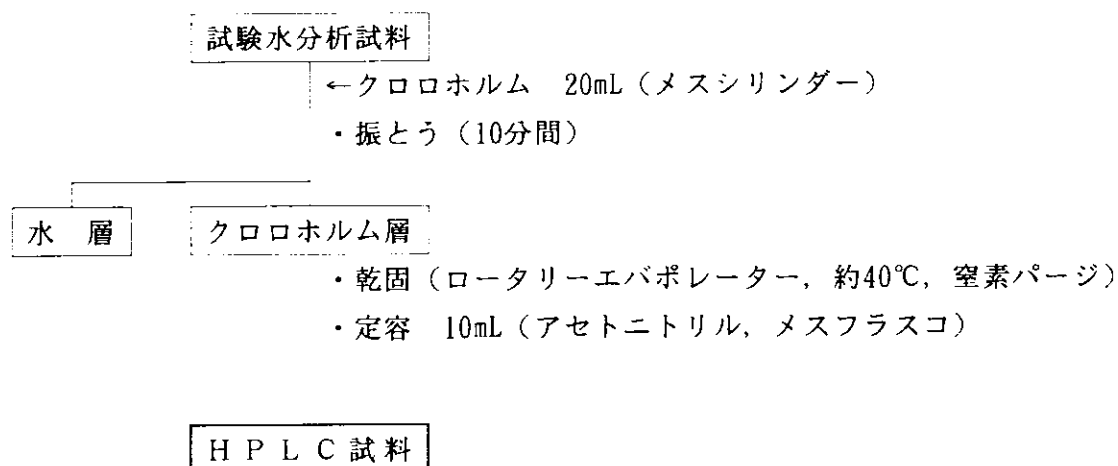 試験水分析試料
←クロロホルム 20mL（メスシリンダー）
・振とう（10分間）
水 層 クロロホルム層
・乾固（ロータリーエバポレーター，約40℃，窒素パージ）
・定容 10mL（アセトニトリル，メスフラスコ）
ＨＰＬＣ試料